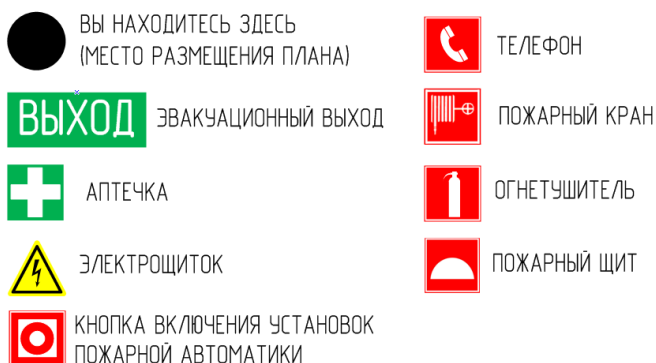 ВЫ НАХОДИТЕСЬ ЗДЕСЬ
(МЕСТО РАЗМЕЩЕНИЯ ПЛАНА)
ВЫХОД
ЭВАКУАЦИОННЫЙ ВЫХОД
АПТЕЧКА
ЭЛЕКТРОЩИТОК
КНОПКА ВКЛЮЧЕНИЯ УСТАНОВОК
ПОЖАРНОЙ АВТОМАТИКИ
ТЕЛЕФОН
ПОЖАРНЫЙ КРАН
ОГНЕТУШИТЕЛЬ
ПОЖАРНЫЙ ЩИТ